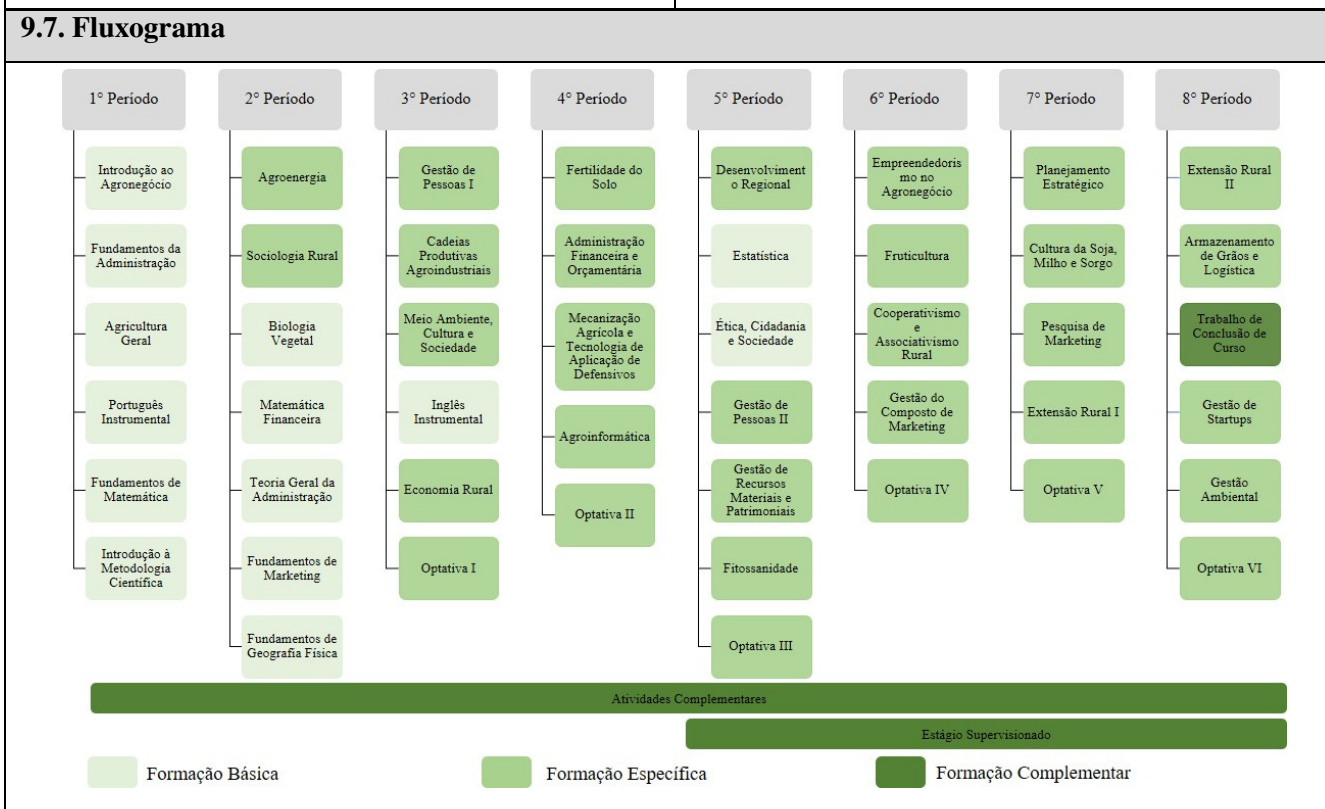 9.7. Fluxograma
1° Período
Introdução ao
Agronegócio
Fundamentos da
Administração
Agricultura
Geral
Português
Instrumental
Fundamentos de
Matemática
Introdução à
Metodologia
Científica
2° Período
Agroenergia
Sociologia Rural
Biologia
Vegetal
Matemática
Financeira
Teoria Geral da
Administração
Fundamentos de
Marketing
Fundamentos de
Geografia Física
3° Período
Gestão de
Pessoas I
Cadeias
Produtivas
Agroindustriais
Meio Ambiente,
Cultura e
Sociedade
Inglês
Instrumental
Economia Rural
Optativa I
4° Período
Fertilidade do
Solo
Administração
Financeira e
Orçamentária
Mecanização
Agrícola e
Tecnologia de
Aplicação de
Defensivos
Agroinformática
Optativa II
5° Período
Desenvolviment
o Regional
Estatística
Ética, Cidadania
e Sociedade
Gestão de
Pessoas II
Gestão de
Recursos
Materiais e
Patrimoniais
Fitossanidade
Optativa III
6° Período
Empreendedoris
mo no
Agronegócio
Fruticultura
Cooperativismo
e
Associativismo
Rural
Gestão do
Composto de
Marketing
Optativa IV
7° Período
Planejamento
Estratégico
Cultura da Soja,
Milho e Sorgo
Pesquisa de
Marketing
Extensão Rural I
Optativa V
8° Período
Extensão Rural
II
Armazenamento
de Grãos e
Logística
Trabalho de
Conclusão de
Curso
Gestão de
Startups
Gestão
Ambiental
Optativa VI
Atividades Complementares
Estágio Supervisionado
Formação Básica
Formação Específica
Formação Complementar